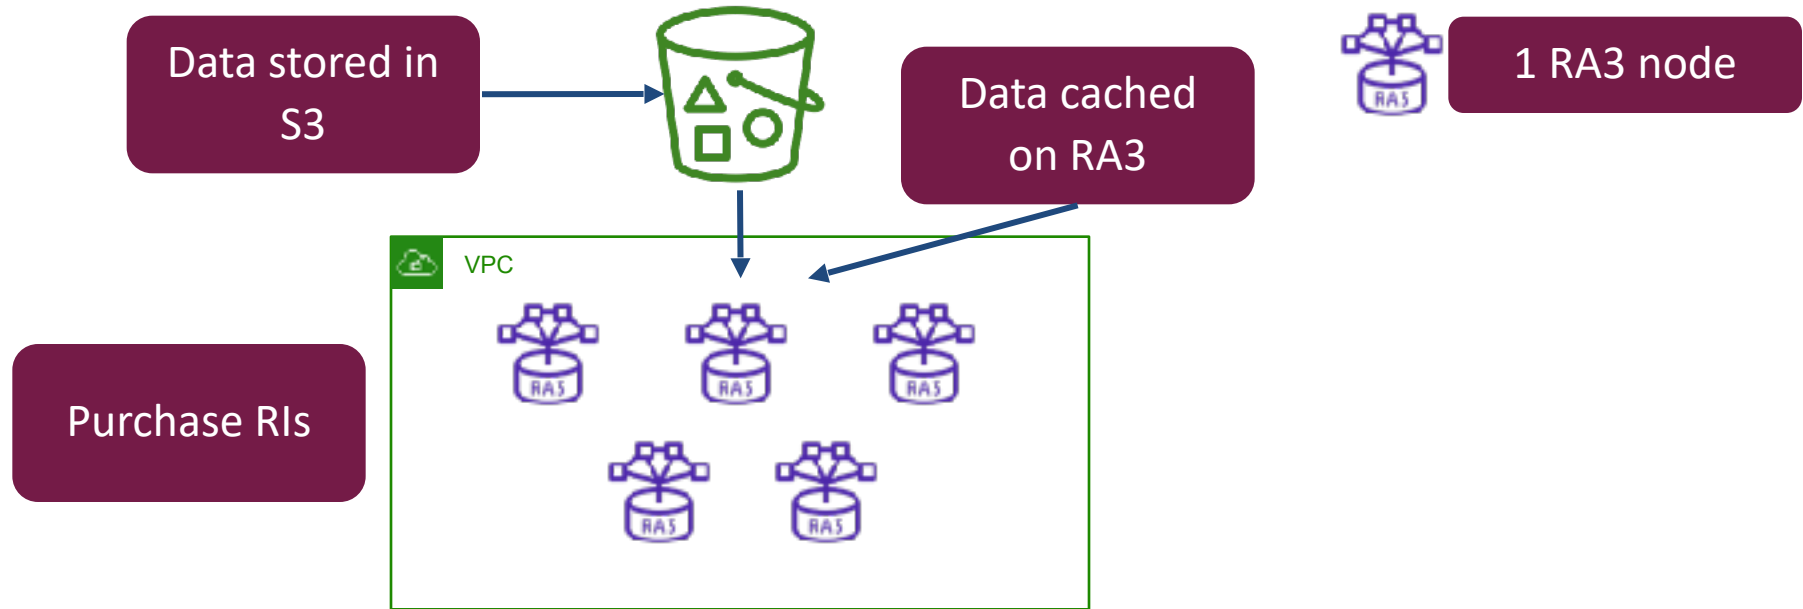 Data stored in
S3
Data cached
on RA3
RA3
1 RA3 node
VPC
RA3
RA3
RA3
Purchase RIs
RA3
RA3